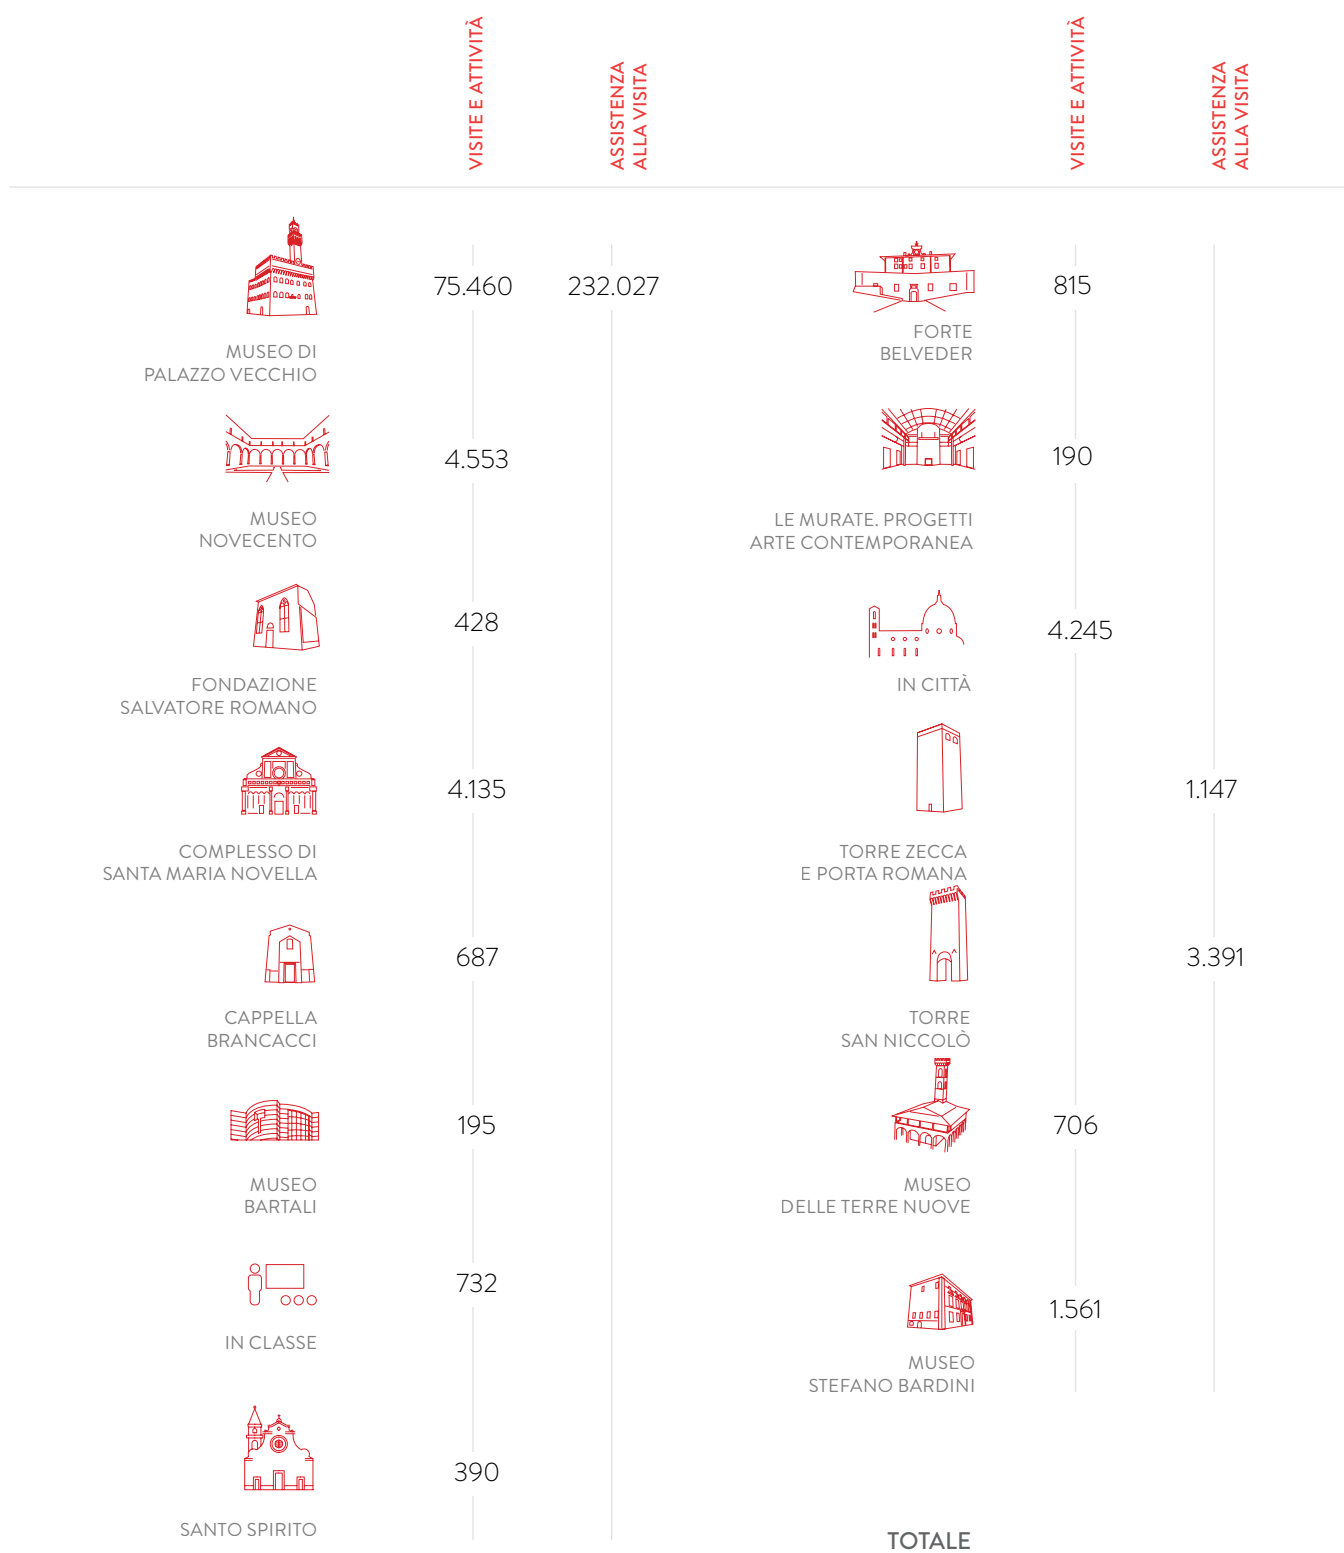 VISITE E ATTIVITÀ
ASSISTENZA
ALLA VISITA
VISITE E ATTIVITÀ
ASSISTENZA
ALLA VISITA
75.460
232.027
MUSEO DI
PALAZZO VECCHIO
4.553
MUSEO
NOVECENTO
428
FONDAZIONE
SALVATORE ROMANO
4.135
COMPLESSO DI
SANTA MARIA NOVELLA
687
CAPPELLA
BRANCACCI
195
MUSEO
BARTALI
732
IN CLASSE
390
SANTO SPIRITO
815
FORTE
BELVEDER
190
LE MURATE. PROGETTI
ARTE CONTEMPORANEA
4.245
IN CITTÀ
1.147
TORRE ZECCA
E PORTA ROMANA
3.391
TORRE
SAN NICCOLÒ
706
MUSEO
DELLE TERRE NUOVE
1.561
MUSEO
STEFANO BARDINI
TOTALE